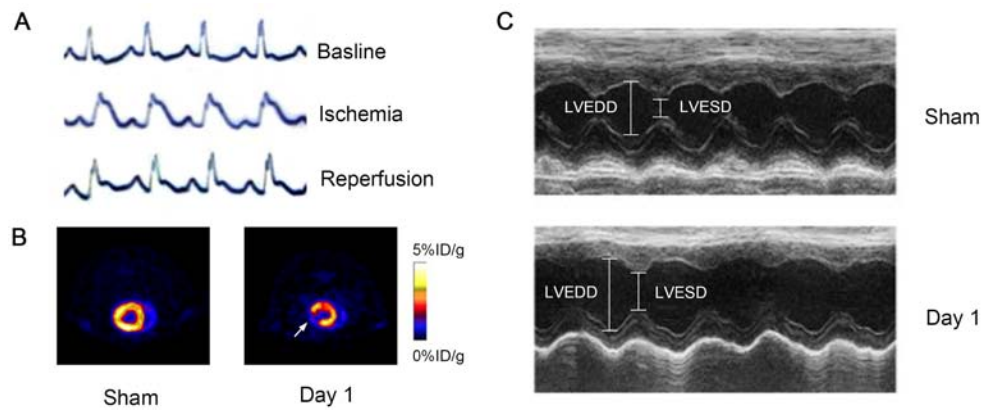 A
Basline
Ischemia
Reperfusion
B
5%ID/g
0%ID/g
Sham
Day 1
C
LVEDD
LVESD
Sham
LVEDD
LVESD
Day 1